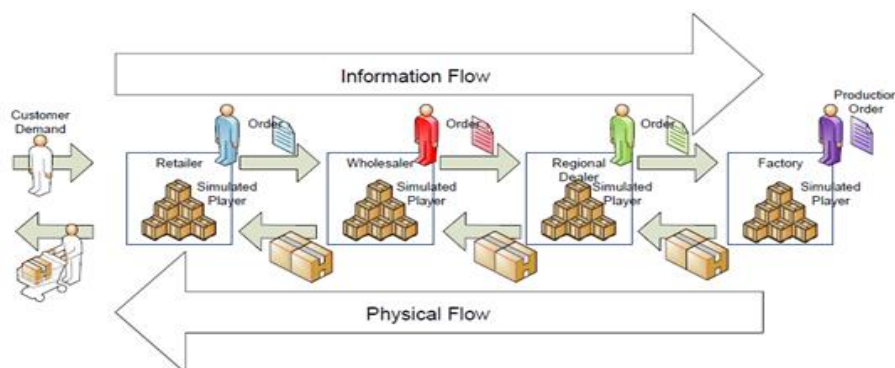 Information Flow
Customer
Demand
Order
Order
Order
Production
Order
Retailer
Wholesaler
Regional
Dealer
Factory
Simulated
Player
Simulated
Player
Simulated
Player
Simulated
Player
Physical Flow